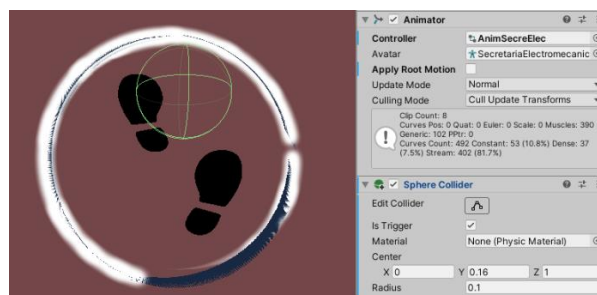 Animator
Controller AnimSecreElec
Avatar SecretariaElectromecanic
Apply Root Motion
Update Mode Normal
Culling Mode Cull Update Transforms
Clip Count: 8
Curves Pos: 0 Quat: 0 Euler: 0 Scale: 0 Muscles: 390
Generic: 102 PPtr: 0
Curves Count: 492 Constant: 53 (10.8%) Dense: 37
(7.5%) Stream: 402 (81.7%)
Sphere Collider
Edit Collider
Is Trigger
Material None (Physic Material)
Center
X 0 Y 0.16 Z 1
Radius 0.1